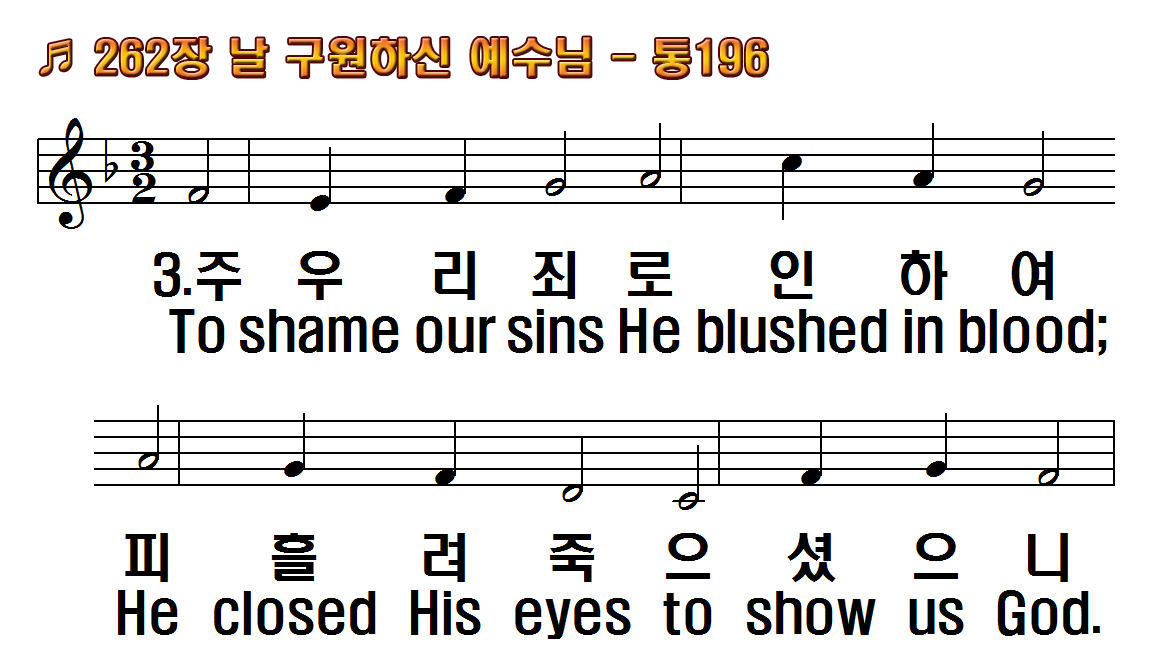 ♬ 262장 날 구원하신 예수님 - 통196
3.주 우 리 죄 로 인 하 여
To shame our sins He blushed in blood;
피 흘 려 죽 으 셨 으 니
He closed His eyes to show us God.